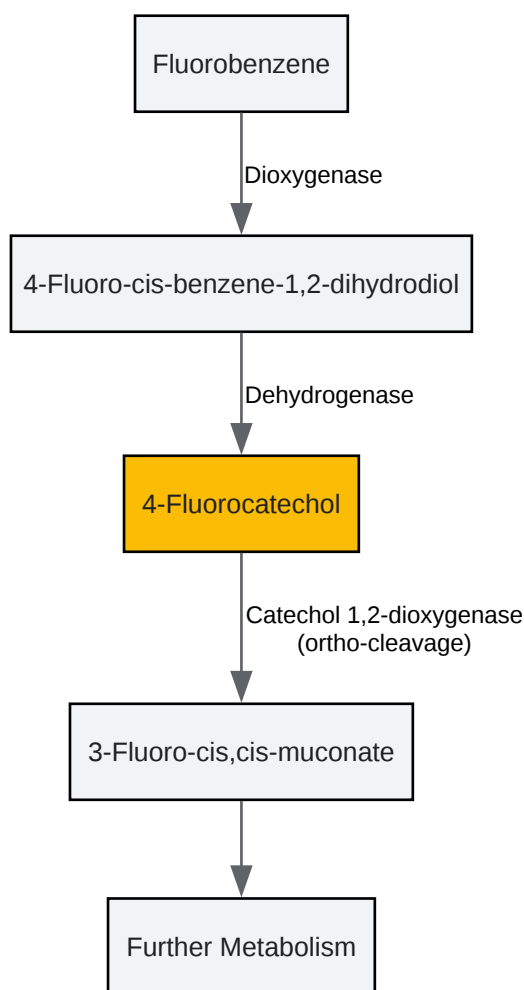 Fluorobenzene
Dioxygenase
4-Fluoro-cis-benzene-1,2-dihydrodiol
Dehydrogenase
4-Fluorocatechol
Catechol 1,2-dioxygenase
(ortho-cleavage)
3-Fluoro-cis,cis-muconate
Further Metabolism